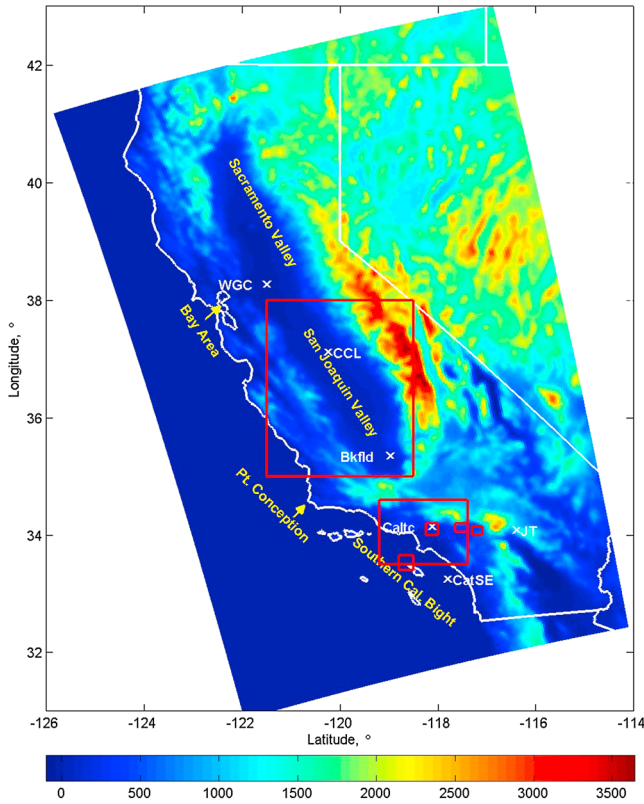 42
40
38
36
34
32
Longitude, °
Sacramento Valley
WGC
Bay Area
San Joaquin Valley
CCL
Bkfld
Pt. Conception
Caltc
JT
Southern Cal. Bight
CatSE
-126
-124
-122
-120
-118
-116
-114
Latitude, °
0
500
1000
1500
2000
2500
3000
3500